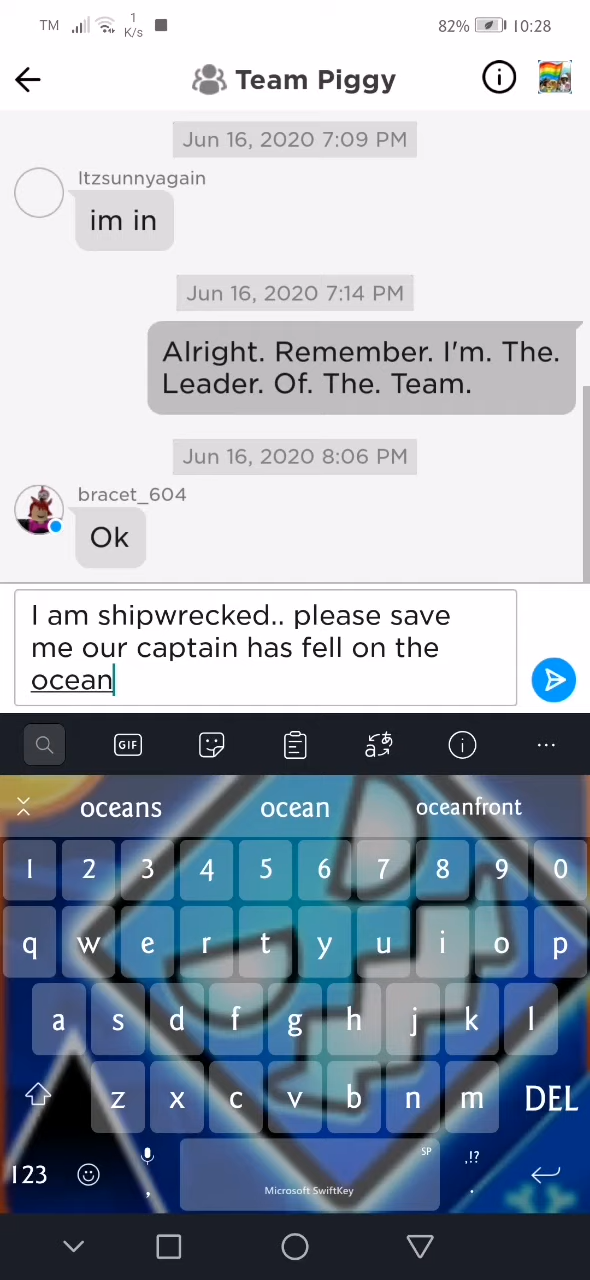 TM 1 K/s 82% 10:28
Team Piggy
Jun 16, 2020 7:09 PM
Itzsunnyagain
im in
Jun 16, 2020 7:14 PM
Alright. Remember. I'm. The.
Leader. Of. The. Team.
Jun 16, 2020 8:06 PM
bracet_604
Ok
I am shipwrecked.. please save
me our captain has fell on the
ocean
GIF aあ ...
oceans ocean oceanfront
1 2 3 4 5 6 7 8 9 0
q w e r t y u i o p
a s d f g h j k l
z x c v b n m DEL
123 , SP Microsoft SwiftKey ,!? .